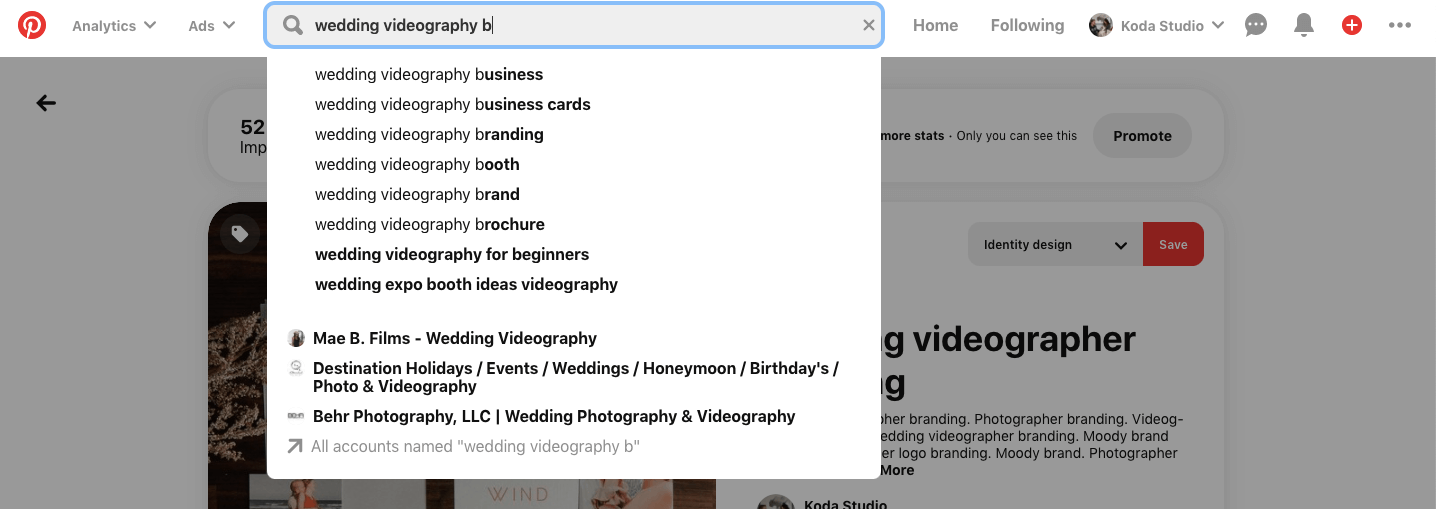 Analytics Ads wedding videography b Home Following Koda Studio
wedding videography business
wedding videography business cards
wedding videography branding
wedding videography booth
wedding videography brand
wedding videography brochure
wedding videography for beginners
wedding expo booth ideas videography
Mae B. Films - Wedding Videography
Destination Holidays / Events / Weddings / Honeymoon / Birthday's /
Photo & Videography
Behr Photography, LLC | Wedding Photography & Videography
All accounts named "wedding videography b"
52
Imp
more stats · Only you can see this
Promote
Identity design
Save
g videographer
g
her branding. Photographer branding. Videog-
edding videographer branding. Moody brand
er logo branding. Moody brand. Photographer
More
Koda Studio
WIND